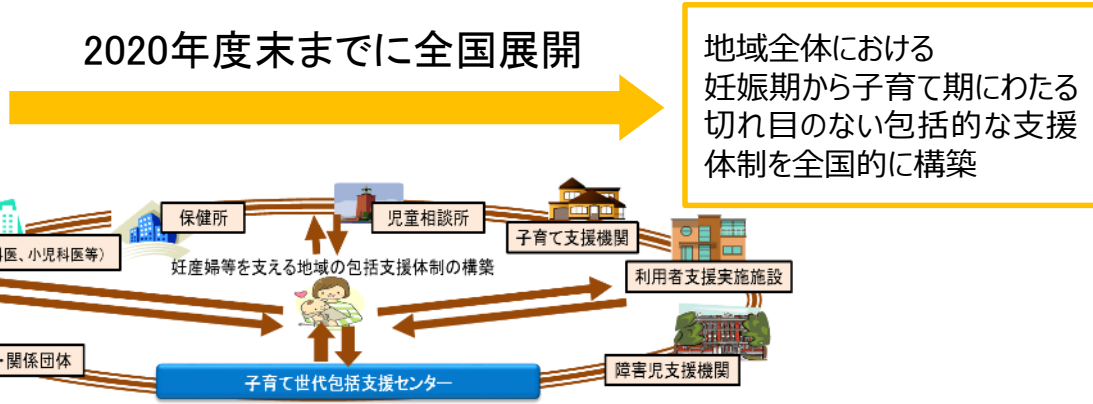 2020年度末までに全国展開
地域全体における
妊娠期から子育て期にわたる
切れ目のない包括的な支援
体制を全国的に構築
保健所
児童相談所
子育て支援機関
科医、小児科医等）
妊産婦等を支える地域の包括支援体制の構築
利用者支援実施施設
・関係団体
子育て世代包括支援センター
障害児支援機関